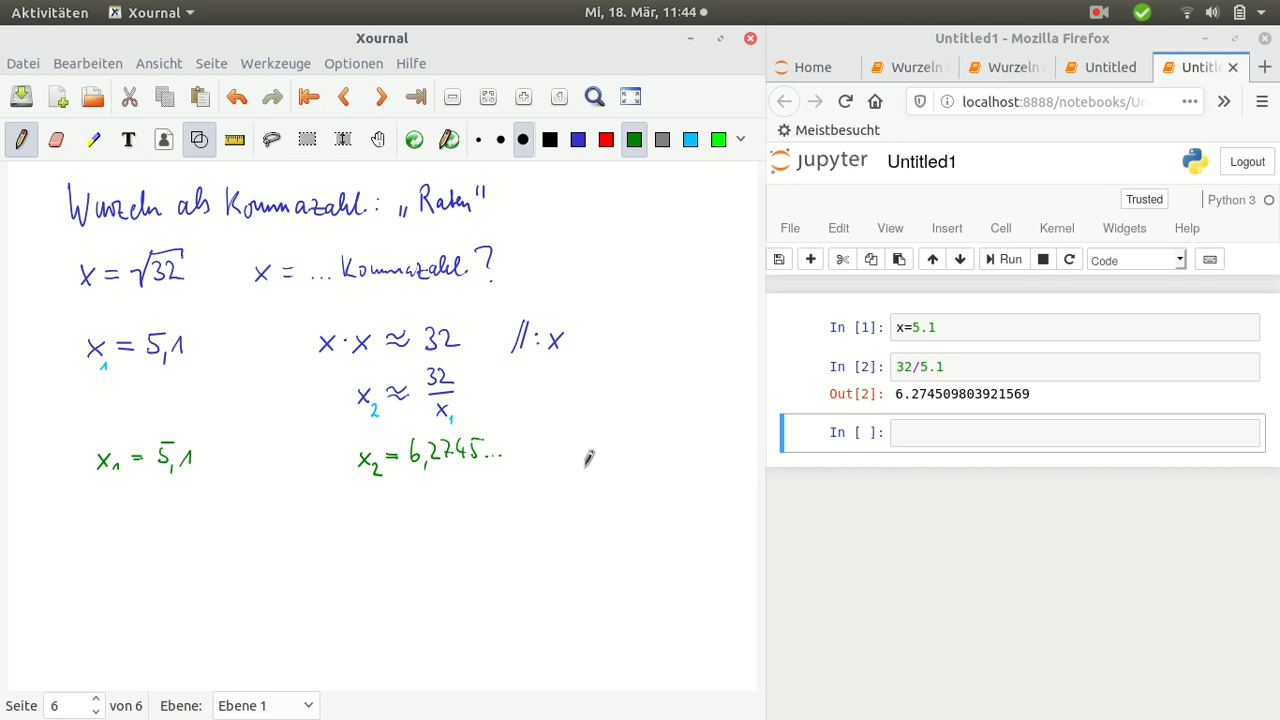 Aktivitäten Xournal Mi, 18. Mär, 11:44
Xournal
Datei Bearbeiten Ansicht Seite Werkzeuge Optionen Hilfe
T
Wurzeln als Kommazahl: „Raten"
x = √32 x = ... Kommazahl?
x₁ = 5,1 x · x ≈ 32 //: x
x₂ ≈ 32/x₁
x₁ = 5,1 x₂ = 6,2745...
Seite 6 von 6 Ebene: Ebene 1
Untitled1 - Mozilla Firefox
Home Wurzeln Wurzeln Untitled Untitle
localhost:8888/notebooks/Un
Meistbesucht
jupyter Untitled1 Logout
Trusted Python 3
File Edit View Insert Cell Kernel Widgets Help
Run Code
In [1]: x=5.1
In [2]: 32/5.1
Out[2]: 6.274509803921569
In [ ]: